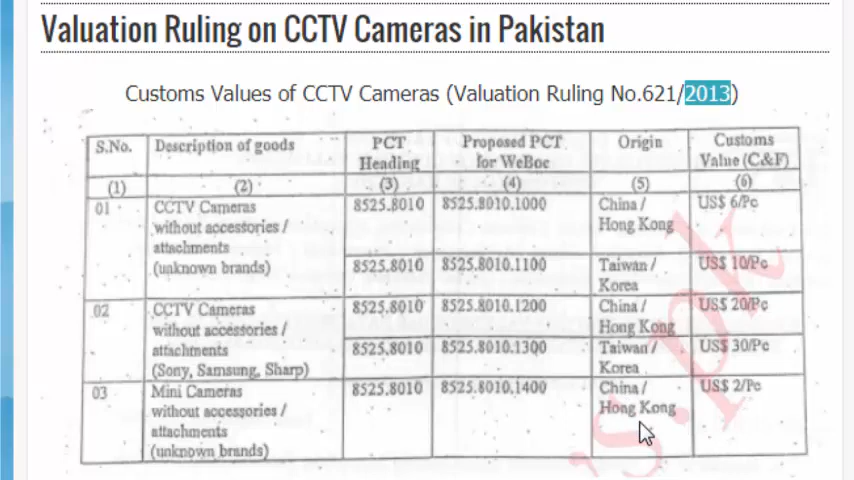 Valuation Ruling on CCTV Cameras in Pakistan
Customs Values of CCTV Cameras (Valuation Ruling No.621/2013)
S.No. Description of goods PCT Heading Proposed PCT for WeBoc Origin Customs Value (C&F)
(1) (2) (3) (4) (5) (6)
01 CCTV Cameras 8525.8010 8525.8010.1000 China / US$ 6/Pc
without accessories / Hong Kong
attachments
(unknown brands) 8525.8010 8525.8010.1100 Taiwan / US$ 10/Pc
Korea
02 CCTV Cameras 8525.8010 8525.8010.1200 China / US$ 20/Pc
without accessories / Hong Kong
attachments 8525.8010 8525.8010.1300 Taiwan / US$ 30/Pc
(Sony, Samsung, Sharp) Korea
03 Mini Cameras 8525.8010 8525.8010.1400 China / US$ 2/Pc
without accessories / Hong Kong
attachments
(unknown brands)
s.pk